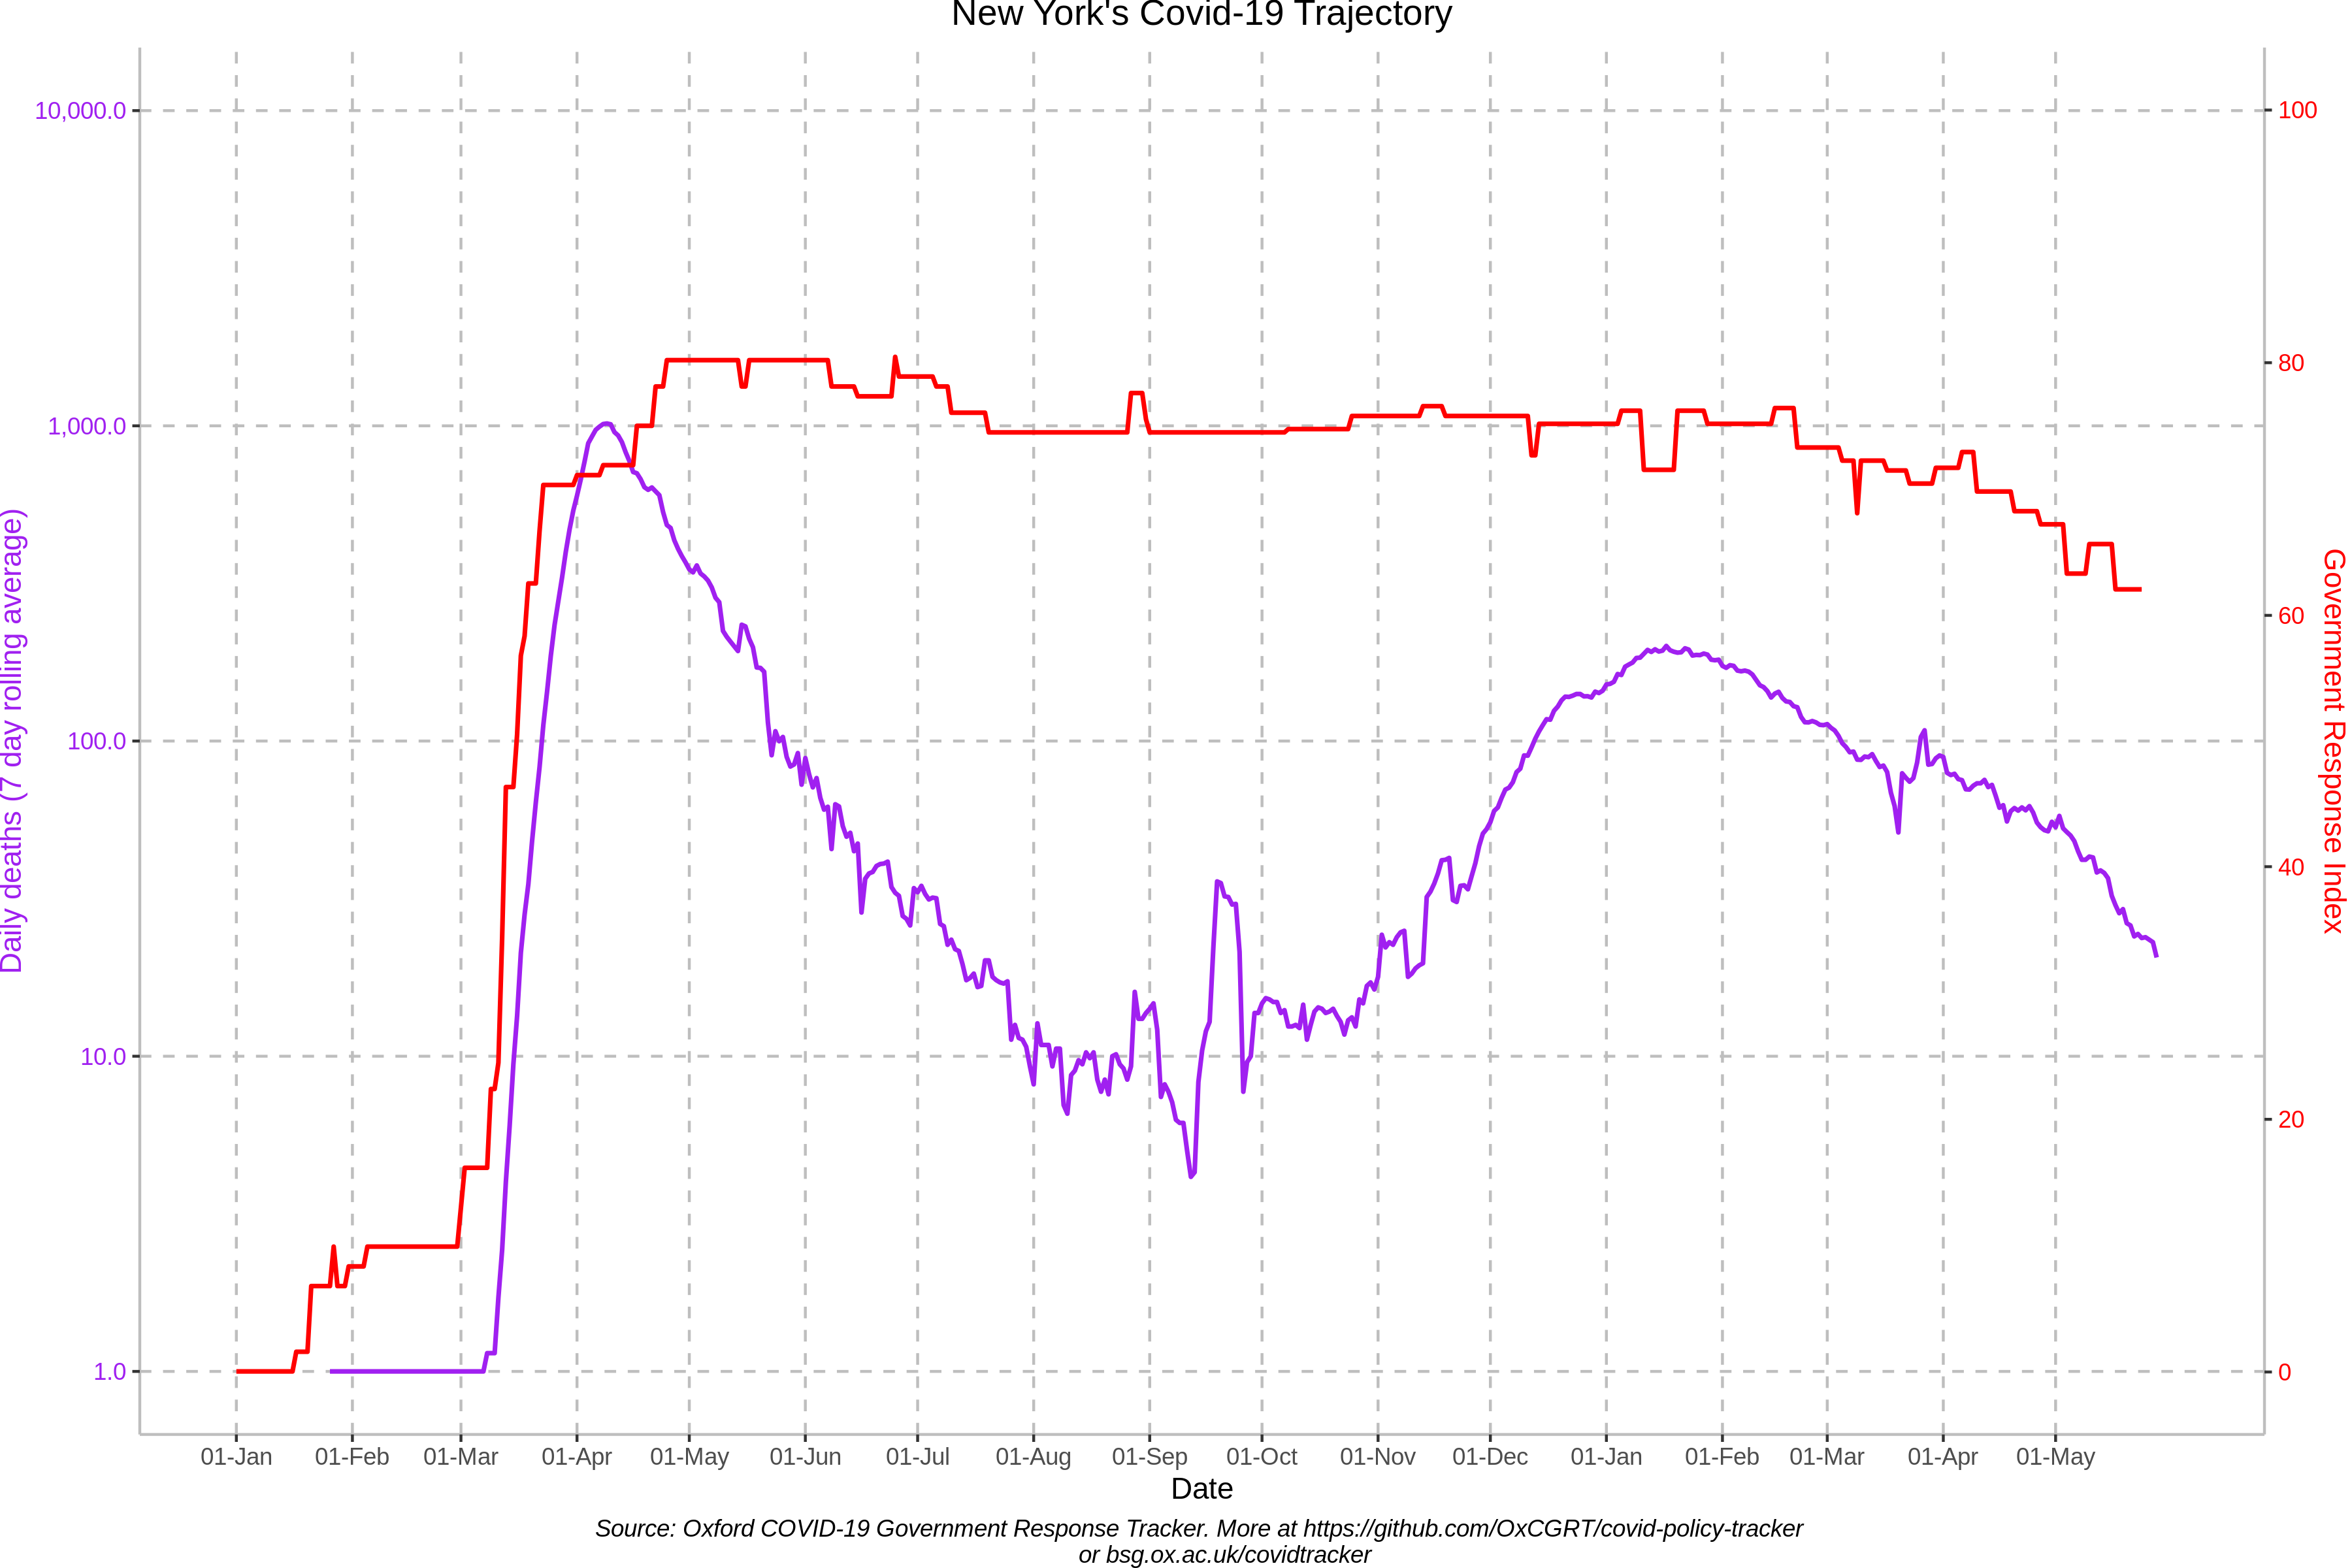 New York's Covid-19 Trajectory
10,000.0
1,000.0
100.0
10.0
1.0
Daily deaths (7 day rolling average)
100
80
60
40
20
0
Government Response Index
01-Jan 01-Feb 01-Mar 01-Apr 01-May 01-Jun 01-Jul 01-Aug 01-Sep 01-Oct 01-Nov 01-Dec 01-Jan 01-Feb 01-Mar 01-Apr 01-May
Date
Source: Oxford COVID-19 Government Response Tracker. More at https://github.com/OxCGRT/covid-policy-tracker
or bsg.ox.ac.uk/covidtracker